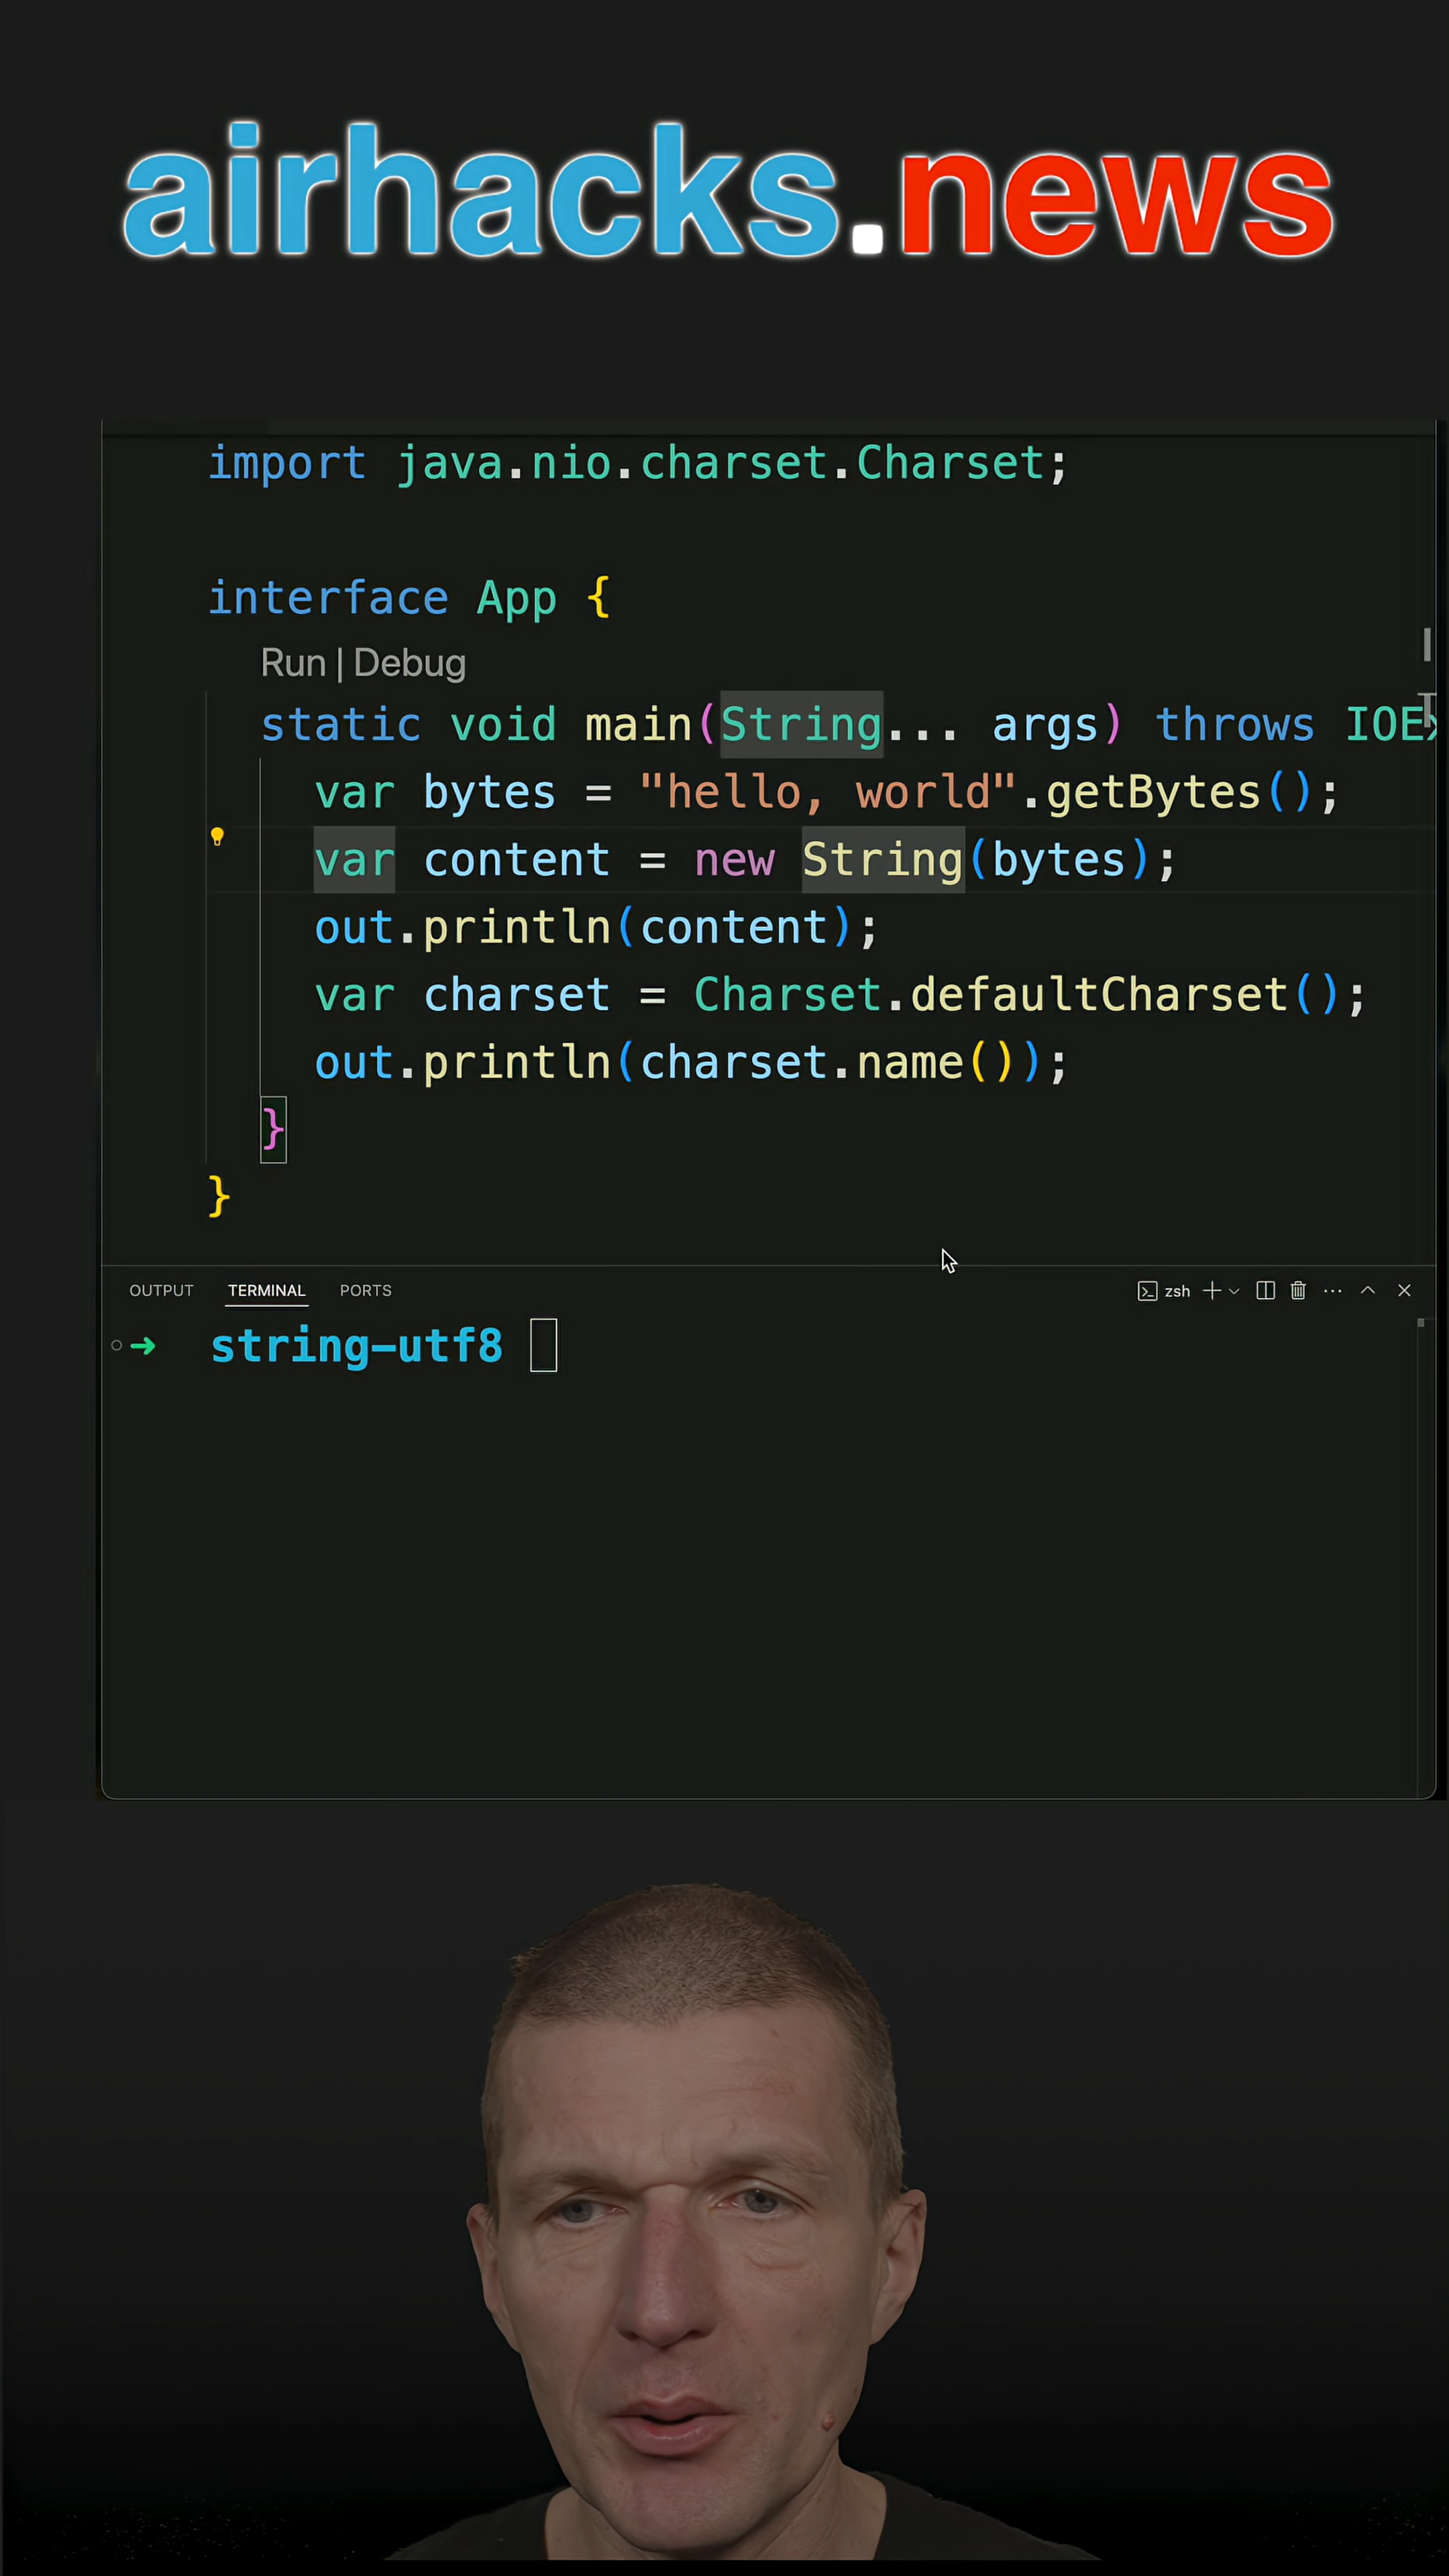 airhacks.news
import java.nio.charset.Charset;
interface App {
Run | Debug
static void main(String... args) throws IOEx
var bytes = "hello, world".getBytes();
var content = new String(bytes);
out.println(content);
var charset = Charset.defaultCharset();
out.println(charset.name());
}
}
OUTPUT TERMINAL PORTS zsh
string-utf8